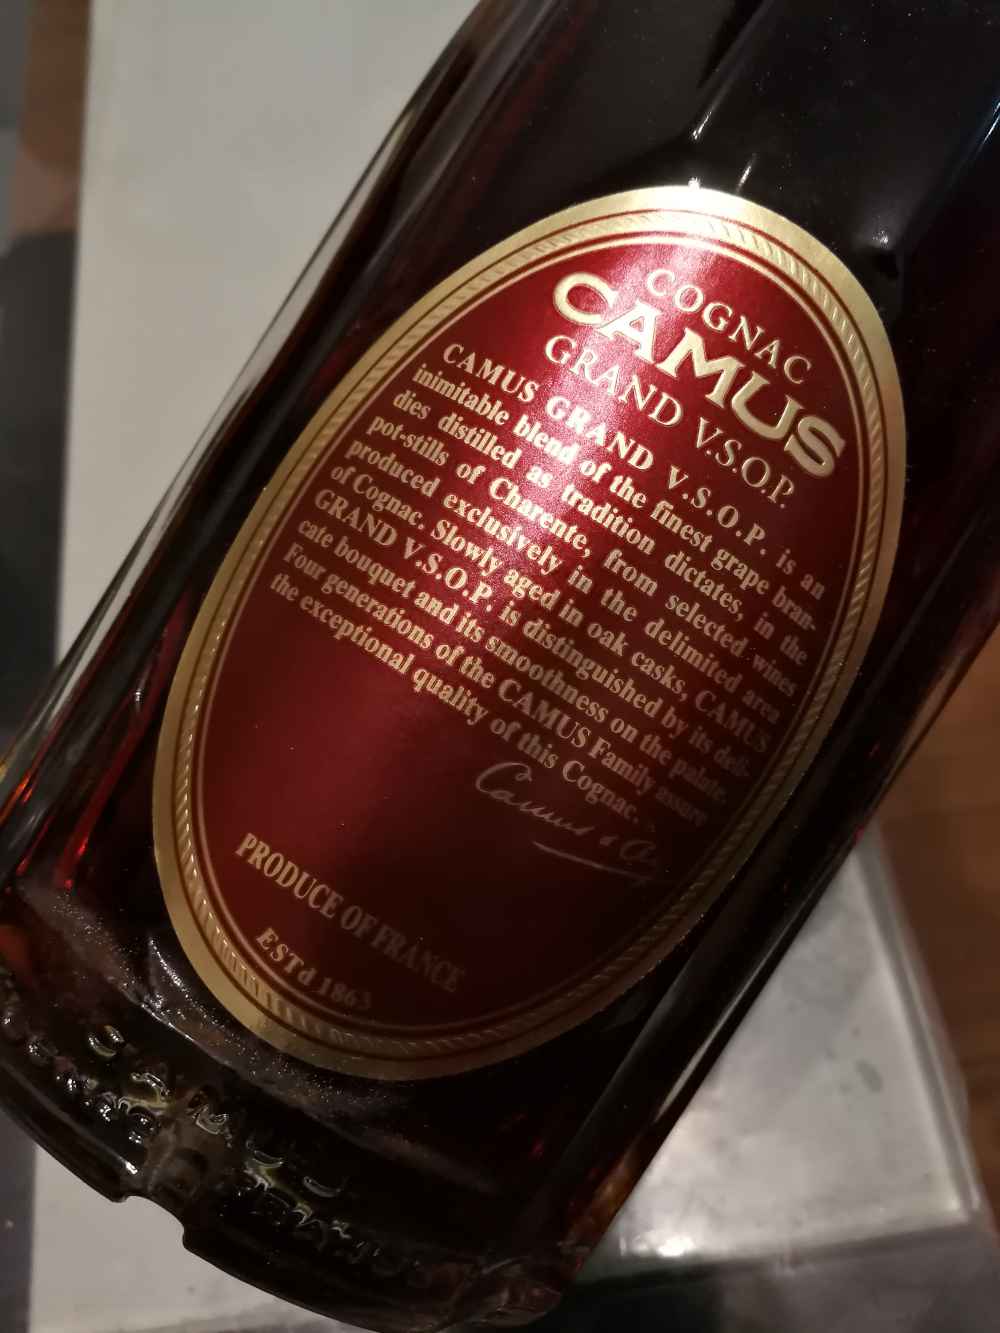 COGNAC
CAMUS
GRAND V.S.O.P.
CAMUS GRAND V.S.O.P. is an
inimitable blend of the finest grape bran-
dies distilled as tradition dictates, in the
pot-stills of Charente, from selected wines
produced exclusively in the delimited area
of Cognac. Slowly aged in oak casks, CAMUS
GRAND V.S.O.P. is distinguished by its deli-
cate bouquet and its smoothness on the palate.
Four generations of the CAMUS Family assure
the exceptional quality of this Cognac.
Camus & Co
PRODUCE OF FRANCE
ESTd 1863